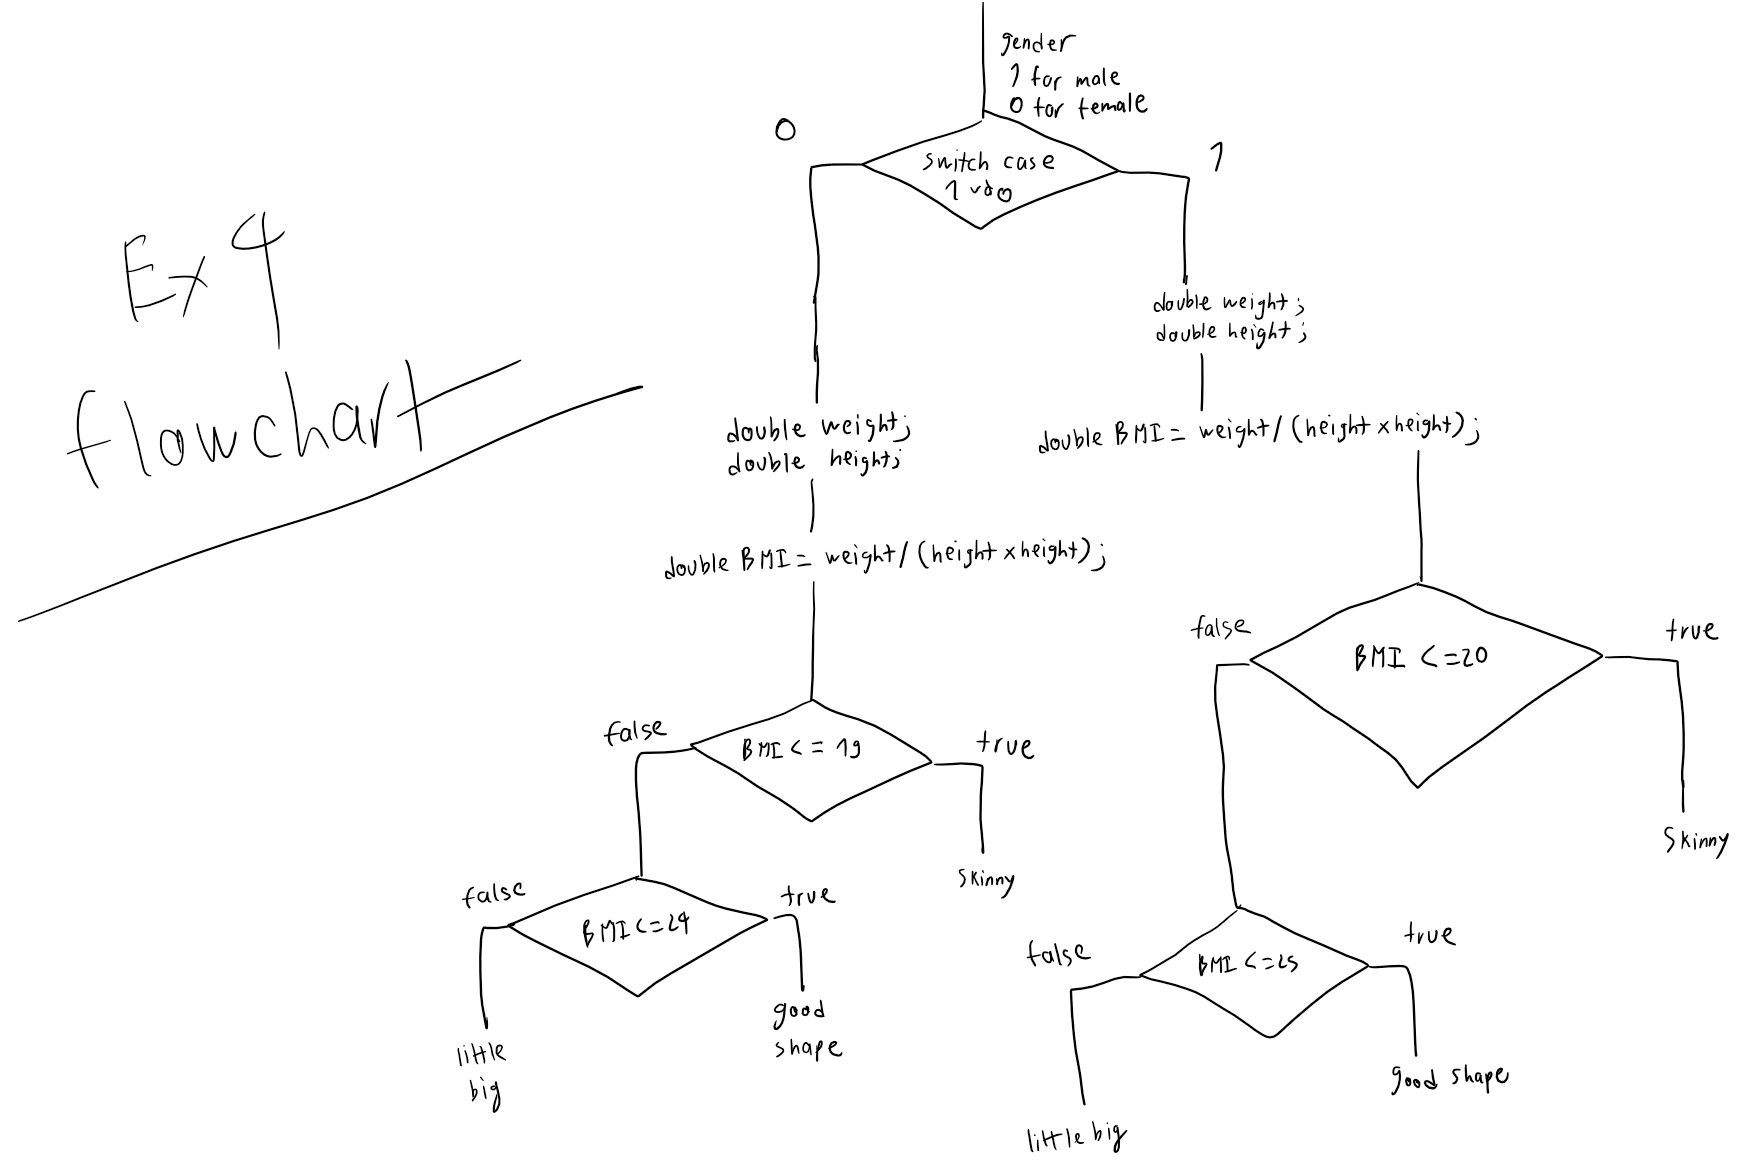 Ex 4
flowchart
gender
1 for male
0 for female
0
switch case
1 və 0
1
double weight;
double height;
double BMI = weight/(height x height);
false
BMI <=20
true
skinny
false
BMI <=25
true
good shape
little big
double weight;
double height;
double BMI = weight/(height x height);
false
BMI <= 19
true
skinny
false
BMI <=24
true
good
shape
little
big